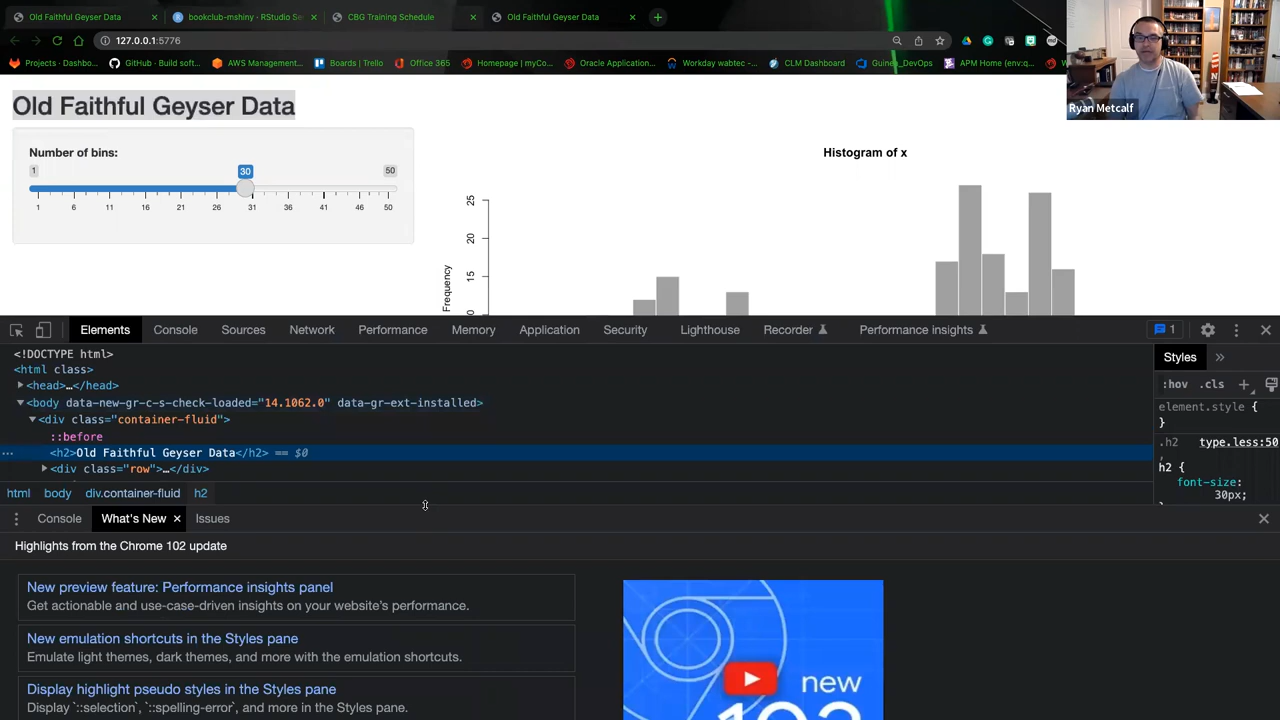 Old Faithful Geyser Data
bookclub-mshiny - RStudio Se
CBG Training Schedule
Old Faithful Geyser Data
127.0.0.1:5776
Projects · Dashbo...
GitHub · Build soft...
AWS Management...
Boards | Trello
Office 365
Homepage | myCo...
Oracle Application...
Workday wabtec -...
CLM Dashboard
Guinea_DevOps
APM Home (env:q...
Ryan Metcalf
Old Faithful Geyser Data
Number of bins:
1
30
50
1 6 11 16 21 26 31 36 41 46 50
Histogram of x
Frequency
25
20
15
Elements
Console
Sources
Network
Performance
Memory
Application
Security
Lighthouse
Recorder
Performance insights
1
<!DOCTYPE html>
<html class>
<head>…</head>
<body data-new-gr-c-s-check-loaded="14.1062.0" data-gr-ext-installed>
<div class="container-fluid">
::before
<h2>Old Faithful Geyser Data</h2> == $0
<div class="row">…</div>
html body div.container-fluid h2
Styles
:hov .cls
element.style {
}
.h2 type.less:50
,
h2 {
font-size:
30px;
Console
What's New
Issues
Highlights from the Chrome 102 update
New preview feature: Performance insights panel
Get actionable and use-case-driven insights on your website's performance.
New emulation shortcuts in the Styles pane
Emulate light themes, dark themes, and more with the emulation shortcuts.
Display highlight pseudo styles in the Styles pane
Display `::selection`, `::spelling-error`, and more in the Styles pane.
new
102